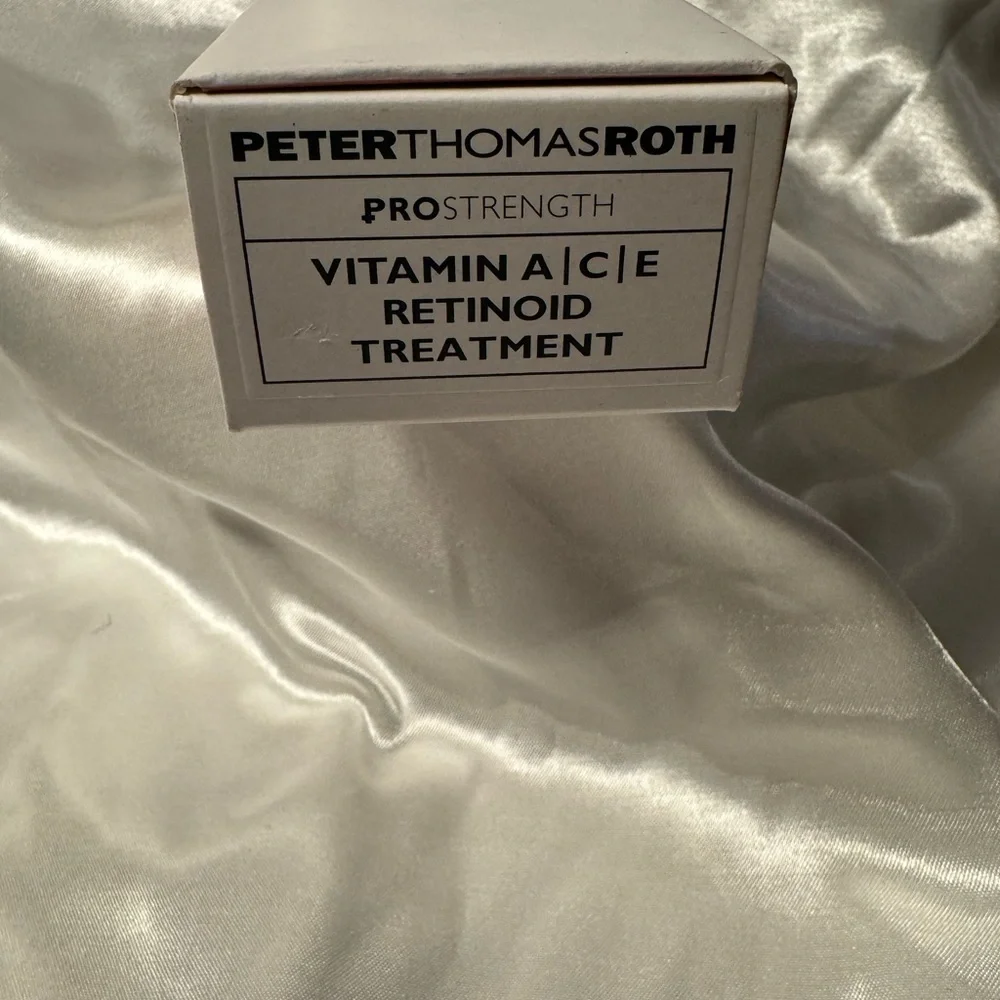 PETERTHOMASROTH
PROSTRENGTH
VITAMIN A|C|E
RETINOID
TREATMENT